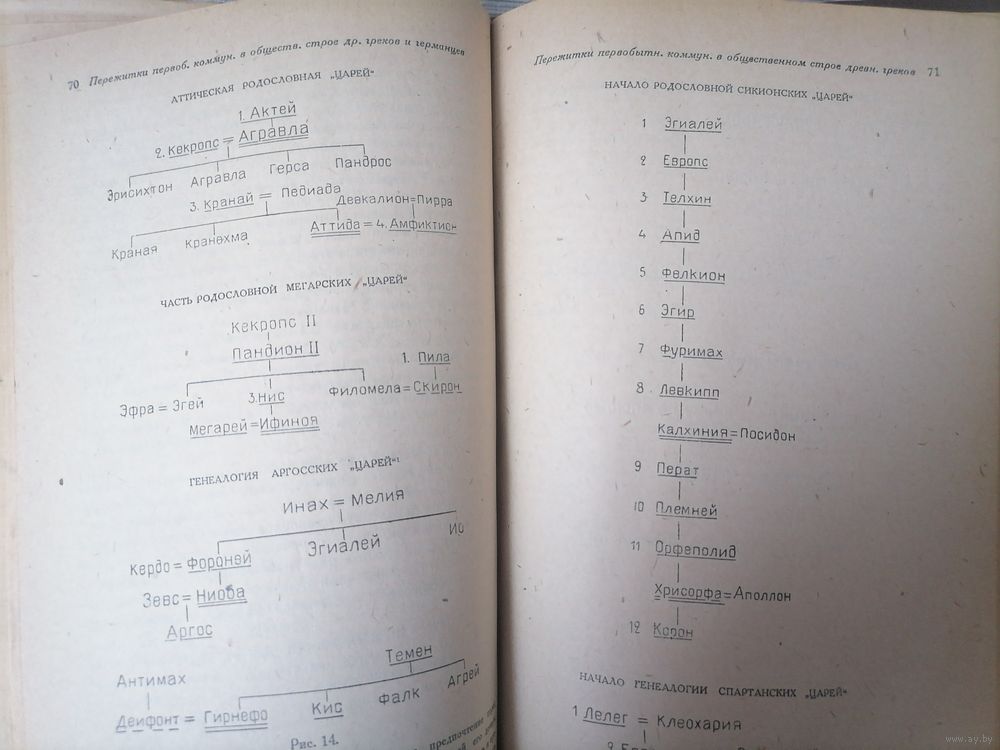 70 Пережитки первоб. коммун. в обществ. строе др. греков и германцев
АТТИЧЕСКАЯ РОДОСЛОВНАЯ „ЦАРЕЙ“
1. Актей
2. Кекропс = Агравла
Эрисихтон Агравла Герса Пандрос
3. Кранай = Педиада
Девкалион=Пирра
Краная Кранехма Аттида = 4. Амфиктион
ЧАСТЬ РОДОСЛОВНОЙ МЕГАРСКИХ „ЦАРЕЙ“
Кекропс II
Пандион II
1. Пила
Эфра = Эгей 3. Нис Филомела = Скирон
Мегарей = Ифиноя
ГЕНЕАЛОГИЯ АРГОССКИХ „ЦАРЕЙ“¹
Инах = Мелия
Кердо = Фороней Эгиалей Ио
Зевс = Ниоба
Аргос
Антимах Темен
Деифонт = Гирнефо Кис Фалк Агрей
Рис. 14.
предпочтение
Пережитки первобытн. коммун. в общественном строе древн. греков 71
НАЧАЛО РОДОСЛОВНОЙ СИКИОНСКИХ „ЦАРЕЙ“
1 Эгиалей
2 Европс
3 Телхин
4 Апид
5 Фелкион
6 Эгир
7 Фуримах
8 Левкипп
Калхиния = Посидон
9 Перат
10 Племней
11 Орфеполид
Хрисорфа = Аполлон
12 Корон
НАЧАЛО ГЕНЕАЛОГИИ СПАРТАНСКИХ „ЦАРЕЙ“
1 Лелег = Клеохария
www.ay.by